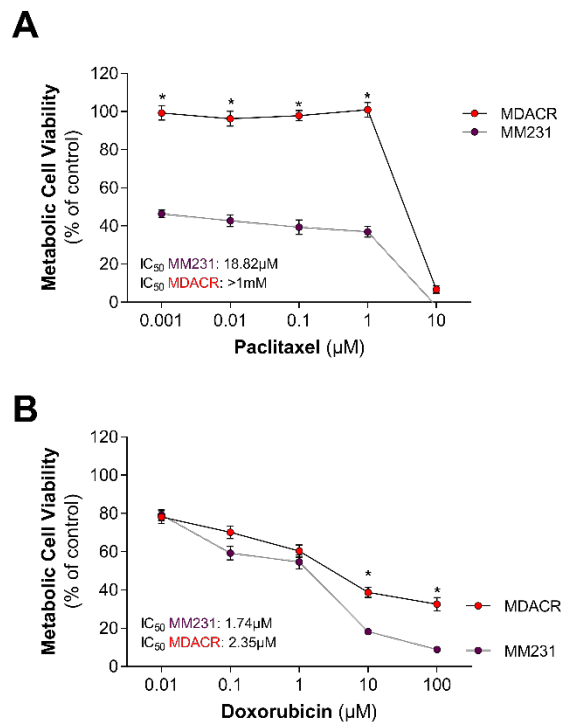 A
Metabolic Cell Viability
(% of control)
120
100
80
60
40
20
0
* * * *
MDACR
MM231
IC50 MM231: 18.82µM
IC50 MDACR: >1mM
0.001 0.01 0.1 1 10
Paclitaxel (µM)
B
Metabolic Cell Viability
(% of control)
120
100
80
60
40
20
0
* *
MDACR
MM231
IC50 MM231: 1.74µM
IC50 MDACR: 2.35µM
0.01 0.1 1 10 100
Doxorubicin (µM)